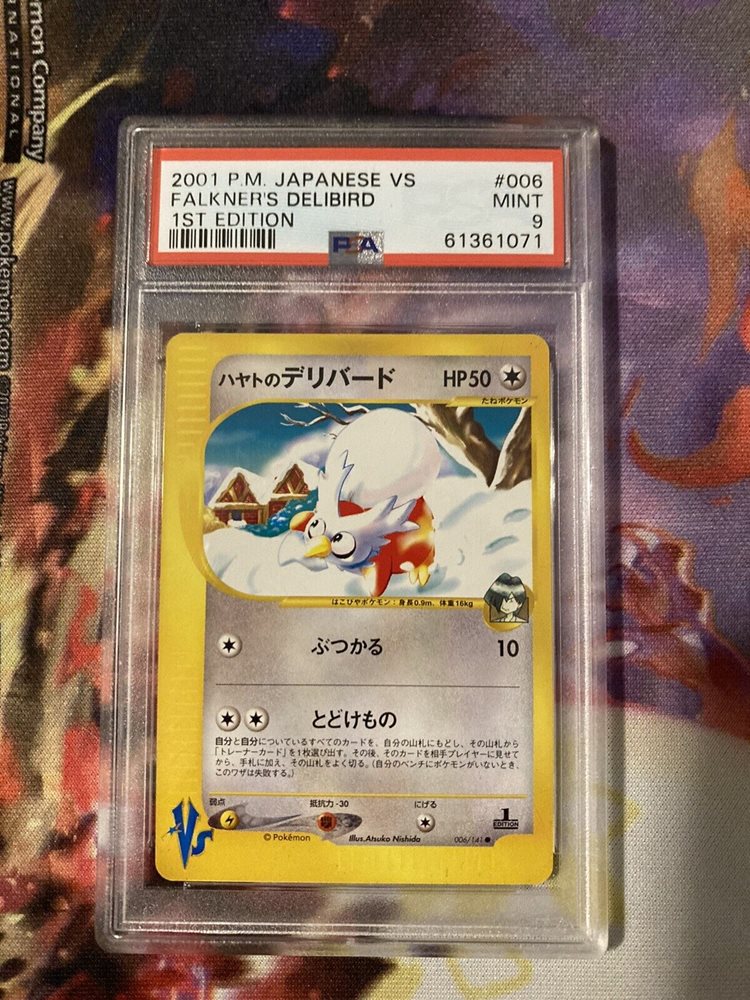 mon Company
RNATIONAL
www.pokemon.com
2001 P.M. JAPANESE VS #006
FALKNER'S DELIBIRD MINT
1ST EDITION 9
PSA 61361071
ハヤトのデリバード HP50
たねポケモン
はこびやポケモン:身長0.9m、体重16kg
ぶつかる 10
とどけもの
自分と自分についているすべてのカードを、自分の山札にもどし、その山札から
「トレーナーカード」を1枚選び出す。その後、そのカードを相手プレイヤーに見せて
から、手札に加え、その山札をよく切る。(自分のベンチにポケモンがいないとき、
このワザは失敗する。)
弱点 抵抗力 -30 にげる
Vs
1
EDITION
©Pokémon Illus.Atsuko Nishida 006/141